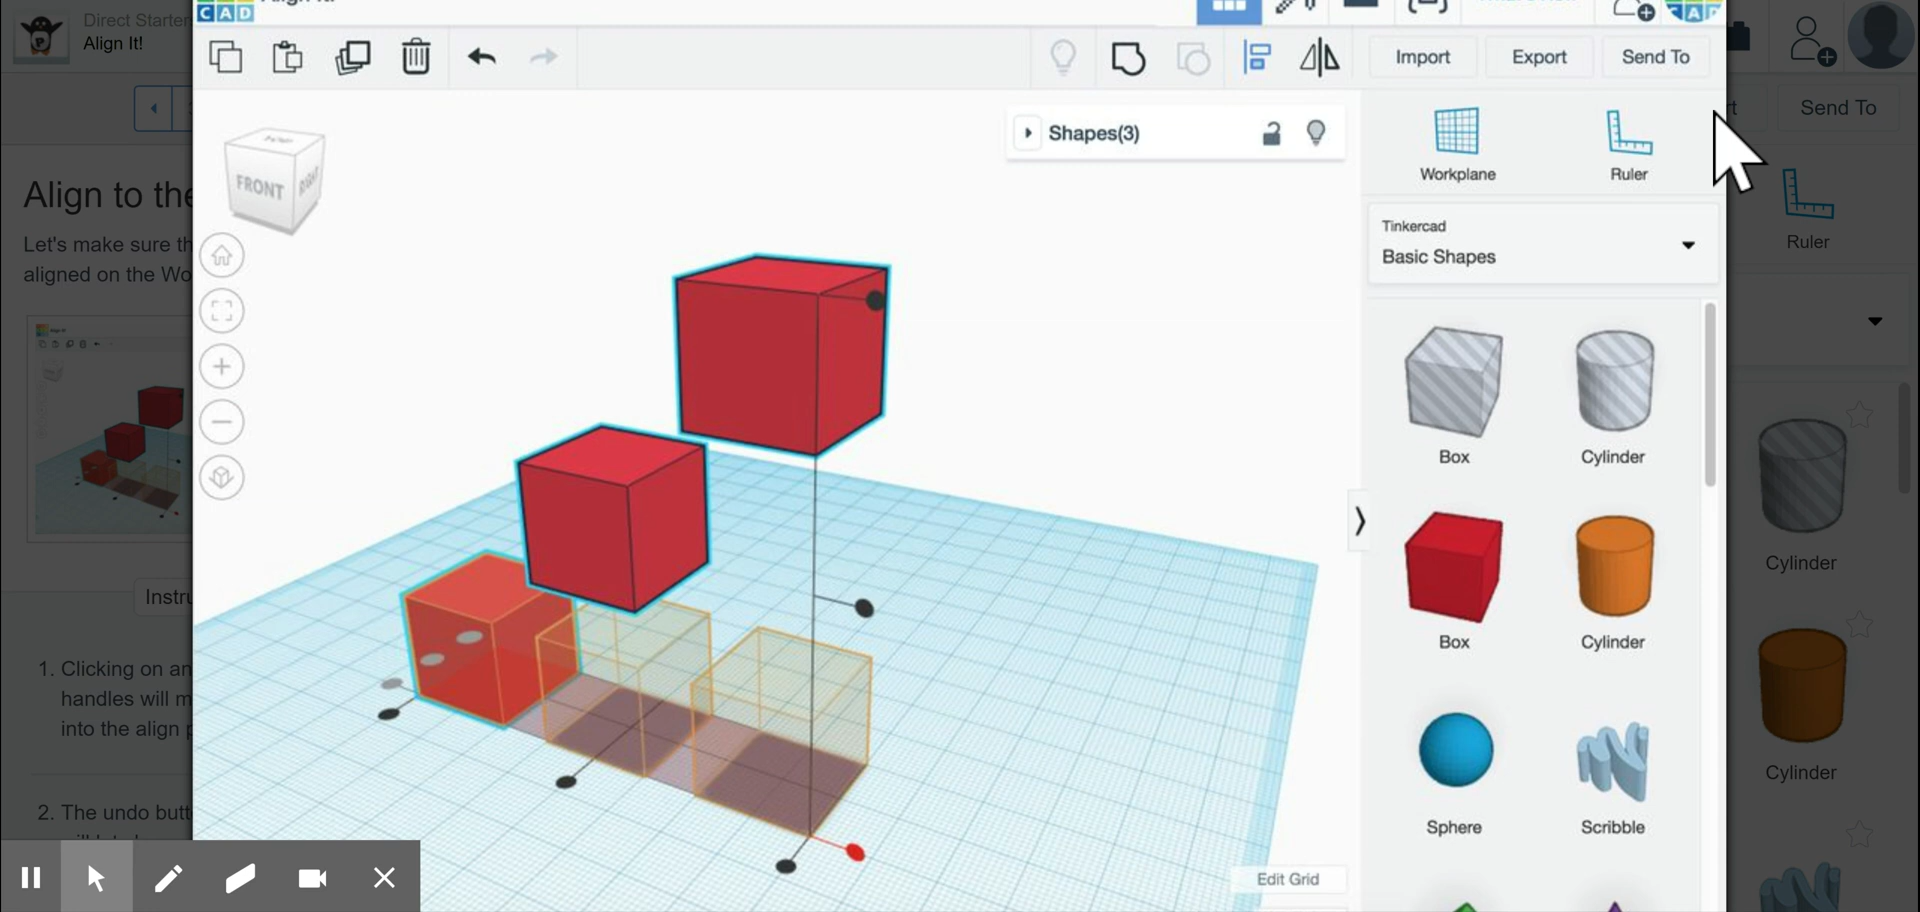 Direct Starter
Align It!
CAD
Import
Export
Send To
Send To
Shapes(3)
TOP
FRONT
RIGHT
Workplane
Ruler
Ruler
Tinkercad
Basic Shapes
Align to the
Let's make sure th
aligned on the Wo
Instru
1. Clicking on an
handles will m
into the align p
2. The undo butt
Box
Cylinder
Box
Cylinder
Sphere
Scribble
Cylinder
Cylinder
Edit Grid